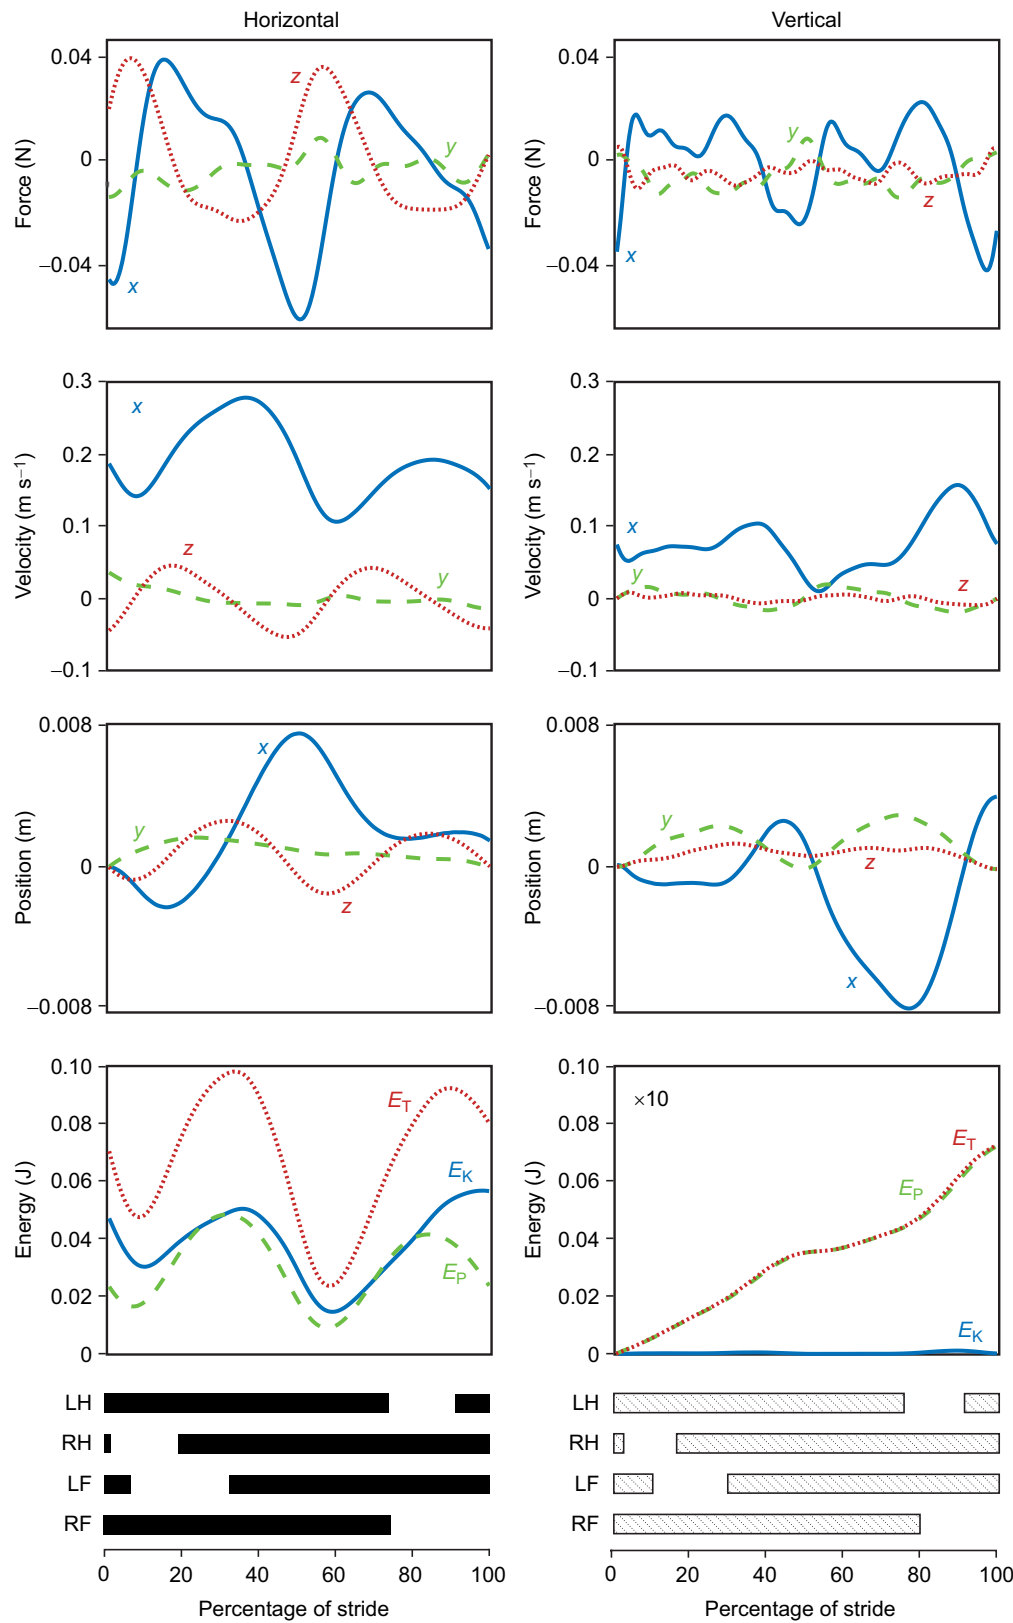 Horizontal Vertical
0.04
0
−0.04
Force (N)
x
z
y
0.04
0
−0.04
Force (N)
x
y
z
0.3
0.2
0.1
0
−0.1
Velocity (m s−1)
x
z
y
0.3
0.2
0.1
0
−0.1
Velocity (m s−1)
x
y
z
0.008
0
−0.008
Position (m)
y
x
z
0.008
0
−0.008
Position (m)
y
x
z
0.10
0.08
0.06
0.04
0.02
0
Energy (J)
ET
EK
EP
0.10
0.08
0.06
0.04
0.02
0
Energy (J)
×10
ET
EP
EK
LH
RH
LF
RF
0 20 40 60 80 100
Percentage of stride
LH
RH
LF
RF
0 20 40 60 80 100
Percentage of stride